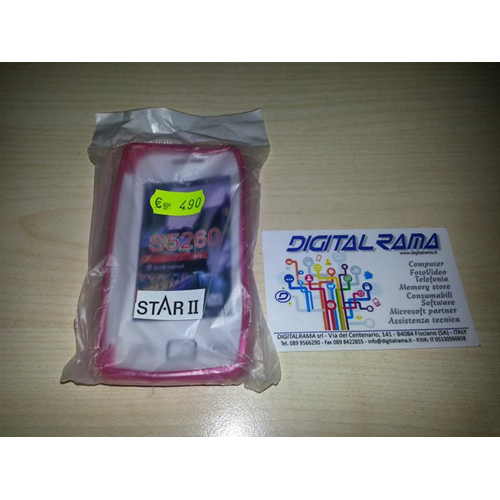 € 4.90
S5260
STAR II
DIGITAL RAMA
www.digitalrama.it
Computer
FotoVideo
Telefonia
Memory store
Consumabili
Software
Microsoft partner
Assistenza tecnica
DIGITALRAMA srl - Via del Centenario, 141 - 84084 Fisciano (SA) - ITALY
Tel. 089 9566290 - Fax 089 8422855 - info@digitalrama.it - P.IVA: IT 05130560658